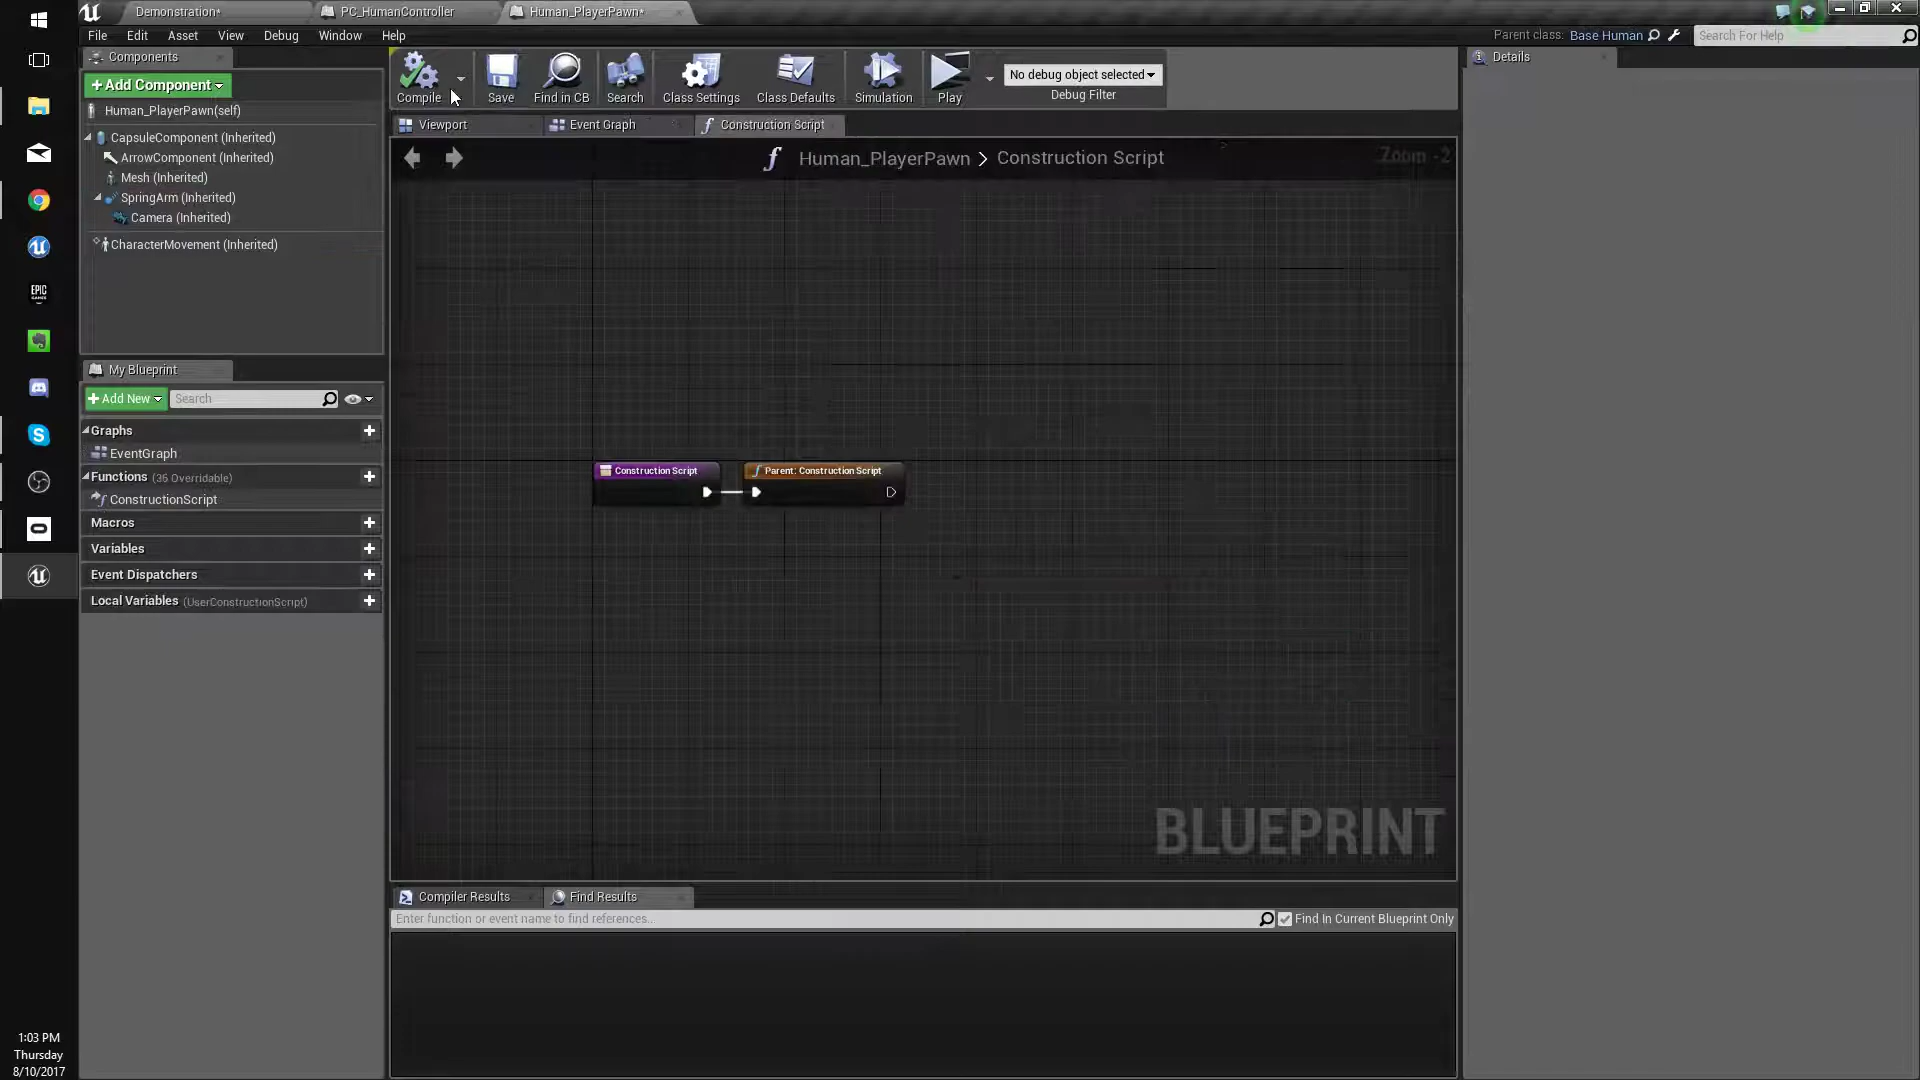 Demonstration*
PC_HumanController
Human_PlayerPawn*
File Edit Asset View Debug Window Help
Parent class: Base Human
Search For Help
Components
+Add Component
Human_PlayerPawn(self)
CapsuleComponent (Inherited)
ArrowComponent (Inherited)
Mesh (Inherited)
SpringArm (Inherited)
Camera (Inherited)
CharacterMovement (Inherited)
Compile
Save
Find in CB
Search
Class Settings
Class Defaults
Simulation
Play
No debug object selected
Debug Filter
Details
Viewport
Event Graph
Construction Script
Human_PlayerPawn > Construction Script
Zoom -2
My Blueprint
+Add New
Search
Graphs
EventGraph
Functions (36 Overridable)
ConstructionScript
Macros
Variables
Event Dispatchers
Local Variables (UserConstructionScript)
Construction Script
Parent: Construction Script
BLUEPRINT
Compiler Results
Find Results
Enter function or event name to find references...
Find In Current Blueprint Only
EPIC
GAMES
1:03 PM
Thursday
8/10/2017